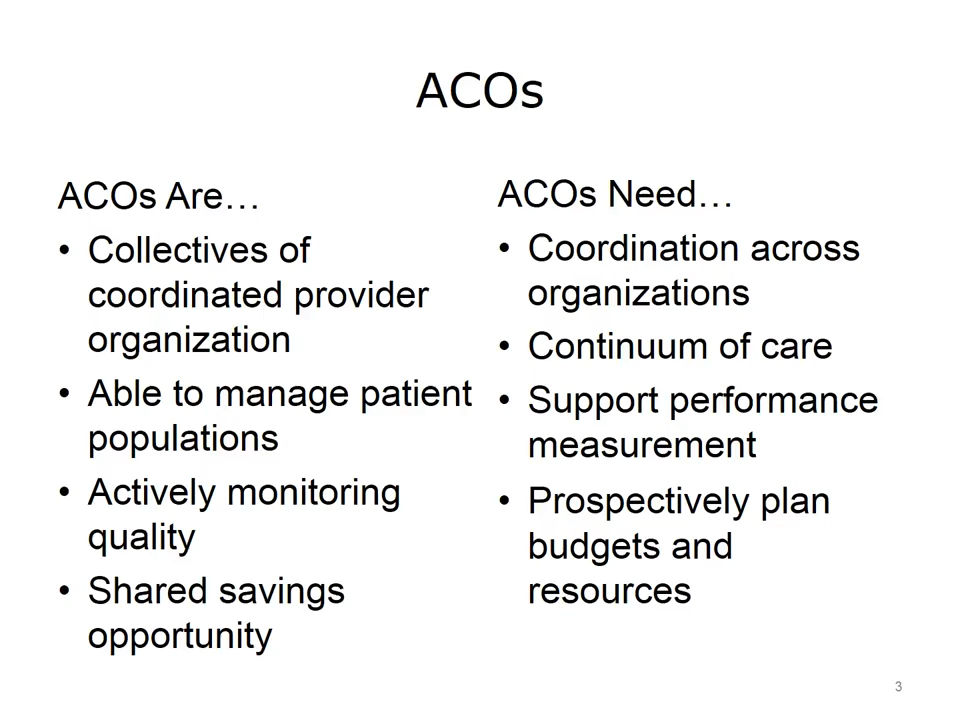 ACOs
ACOs Are…
• Collectives of
coordinated provider
organization
• Able to manage patient
populations
• Actively monitoring
quality
• Shared savings
opportunity
ACOs Need…
• Coordination across
organizations
• Continuum of care
• Support performance
measurement
• Prospectively plan
budgets and
resources
3